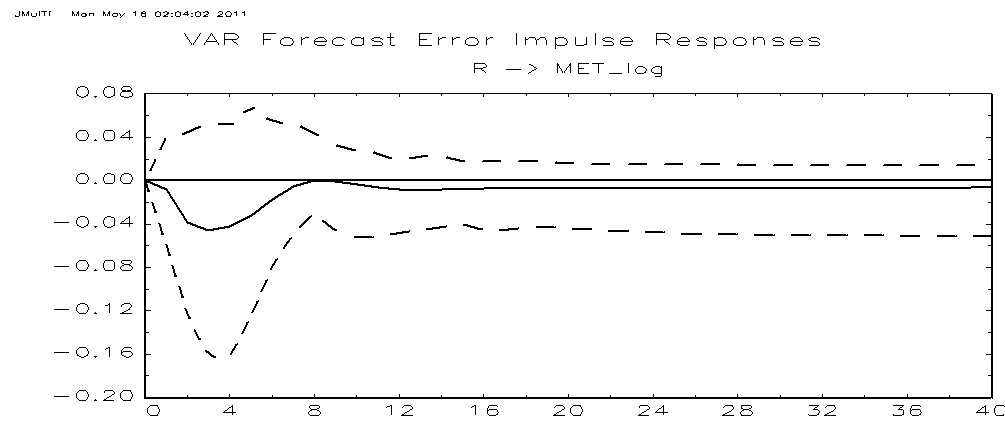 JMulTi Mon May 16 02:04:02 2011
VAR Forecast Error Impulse Responses
R -> MET_log
0.08
0.04
0.00
-0.04
-0.08
-0.12
-0.16
-0.20
0 4 8 12 16 20 24 28 32 36 40